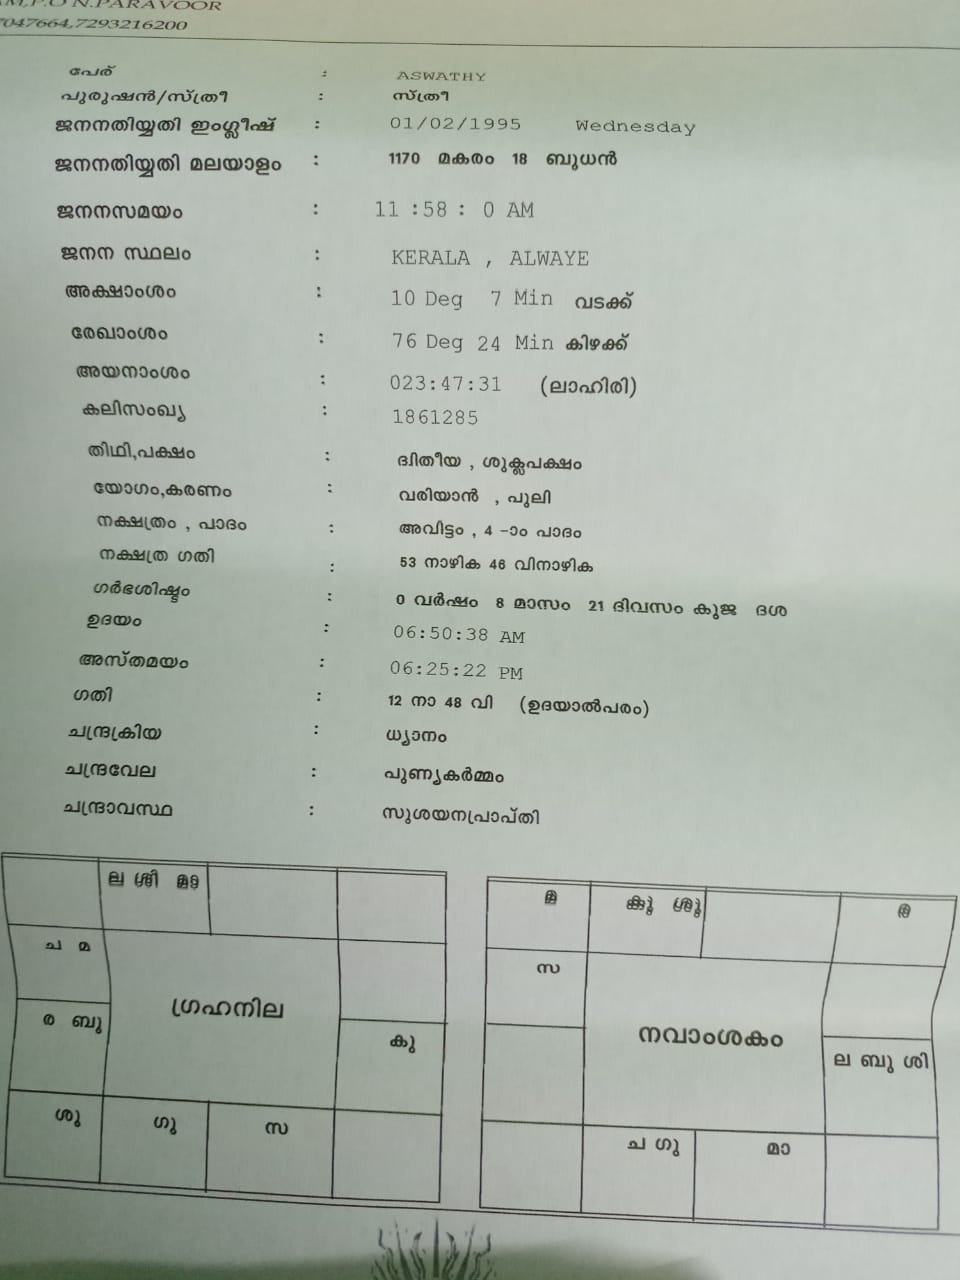 N.PARAVOOR
7047664,7293216200
പേര് : ASWATHY
പുരുഷൻ/സ്ത്രീ : സ്ത്രീ
ജനനതിയ്യതി ഇംഗ്ലീഷ് : 01/02/1995 Wednesday
ജനനതിയ്യതി മലയാളം : 1170 മകരം 18 ബുധൻ
ജനനസമയം : 11 :58 : 0 AM
ജനന സ്ഥലം : KERALA , ALWAYE
അക്ഷാംശം : 10 Deg 7 Min വടക്ക്
രേഖാംശം : 76 Deg 24 Min കിഴക്ക്
അയനാംശം : 023:47:31 (ലാഹിരി)
കലിസംഖ്യ : 1861285
തിഥി,പക്ഷം : ദ്വിതീയ , ശുക്ലപക്ഷം
യോഗം,കരണം : വരിയാൻ , പുലി
നക്ഷത്രം , പാദം : അവിട്ടം , 4 -ാം പാദം
നക്ഷത്ര ഗതി : 53 നാഴിക 46 വിനാഴിക
ഗർഭശിഷ്ടം : 0 വർഷം 8 മാസം 21 ദിവസം കുജ ദശ
ഉദയം : 06:50:38 AM
അസ്തമയം : 06:25:22 PM
ഗതി : 12 നാ 48 വി (ഉദയാൽപരം)
ചന്ദ്രക്രിയ : ധ്യാനം
ചന്ദ്രവേല : പുണ്യകർമ്മം
ചന്ദ്രാവസ്ഥ : സുശയനപ്രാപ്തി
ല ശി
ച മ
ര ബു
ഗ്രഹനില
കു
ശു ഗു സ
കു ശു
സ
നവാംശകം
ല ബു ശി
ച ഗു മാ